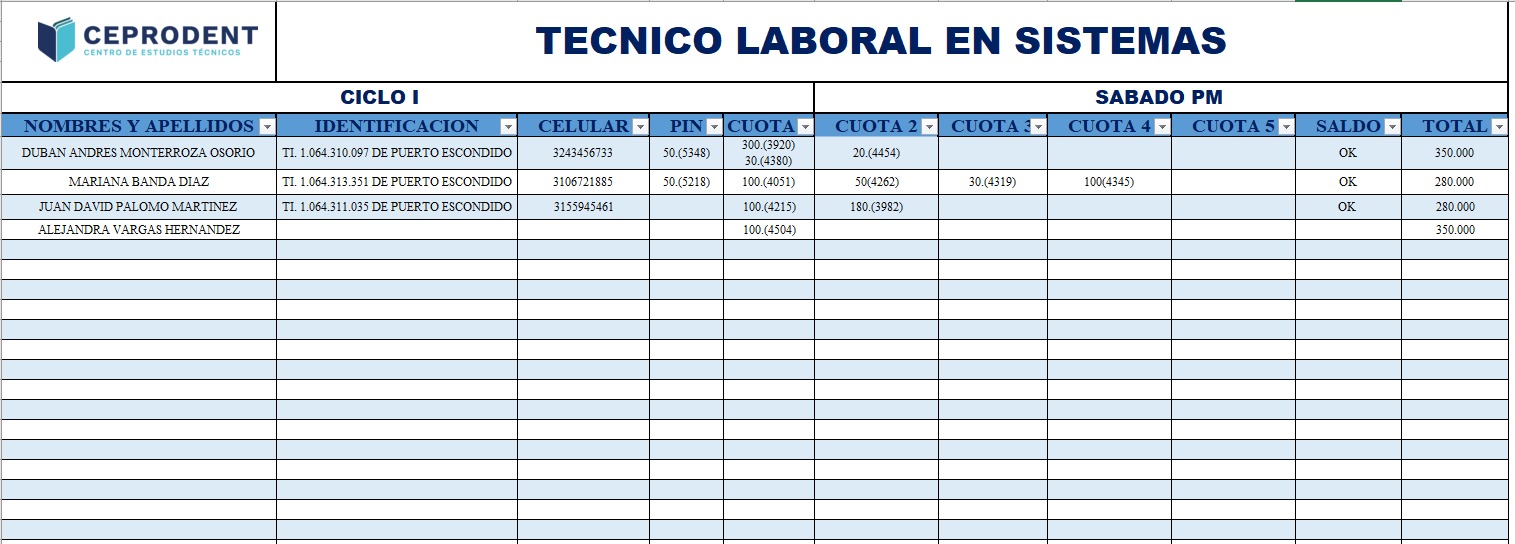 CEPRODENT
CENTRO DE ESTUDIOS TÉCNICOS
TECNICO LABORAL EN SISTEMAS
CICLO I SABADO PM
NOMBRES Y APELLIDOS IDENTIFICACION CELULAR PIN CUOTA CUOTA 2 CUOTA 3 CUOTA 4 CUOTA 5 SALDO TOTAL
DUBAN ANDRES MONTERROZA OSORIO TI. 1.064.310.097 DE PUERTO ESCONDIDO 3243456733 50.(5348) 300.(3920) 30.(4380) 20.(4454) OK 350.000
MARIANA BANDA DIAZ TI. 1.064.313.351 DE PUERTO ESCONDIDO 3106721885 50.(5218) 100.(4051) 50(4262) 30.(4319) 100(4345) OK 280.000
JUAN DAVID PALOMO MARTINEZ TI. 1.064.311.035 DE PUERTO ESCONDIDO 3155945461 100.(4215) 180.(3982) OK 280.000
ALEJANDRA VARGAS HERNANDEZ 100.(4504) 350.000